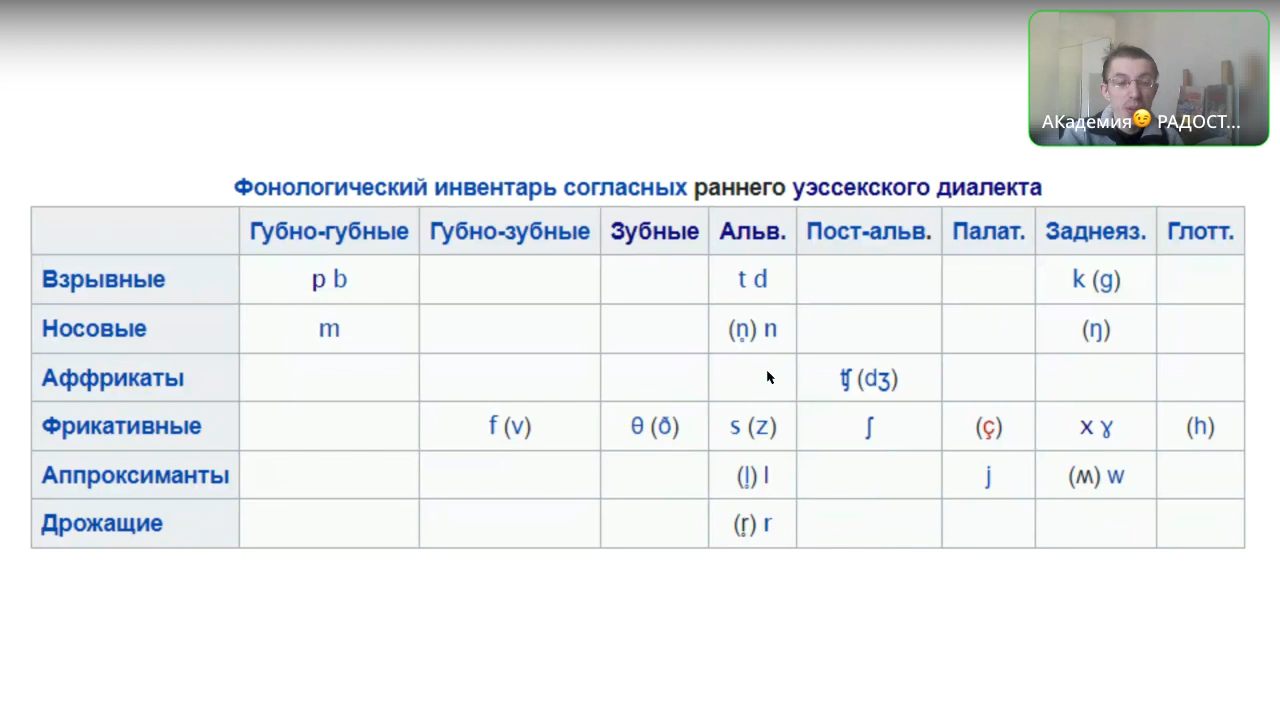 АКадемия😉 РАДОСТ...
Фонологический инвентарь согласных раннего уэссекского диалекта
Губно-губные Губно-зубные Зубные Альв. Пост-альв. Палат. Заднеяз. Глотт.
Взрывные p b t d k (g)
Носовые m (n̥) n (ŋ)
Аффрикаты ʧ (dʒ)
Фрикативные f (v) θ (ð) s (z) ʃ (ç) x ɣ (h)
Аппроксиманты (l̥) l j (ʍ) w
Дрожащие (r̥) r